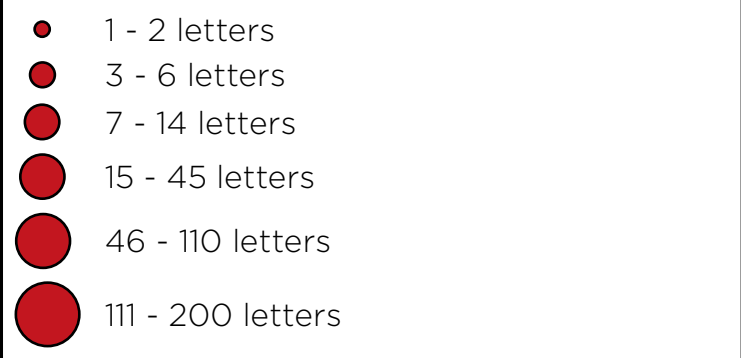 1 - 2 letters
3 - 6 letters
7 - 14 letters
15 - 45 letters
46 - 110 letters
111 - 200 letters